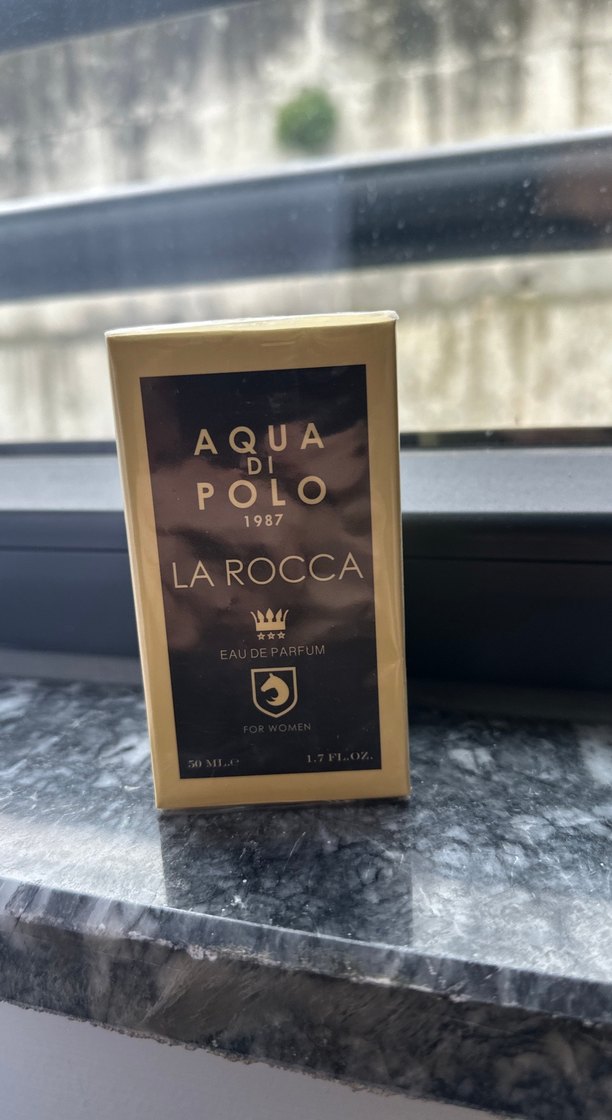 AQUA
DI
POLO
1987
LA ROCCA
EAU DE PARFUM
FOR WOMEN
50 ML.℮ 1.7 FL.OZ.